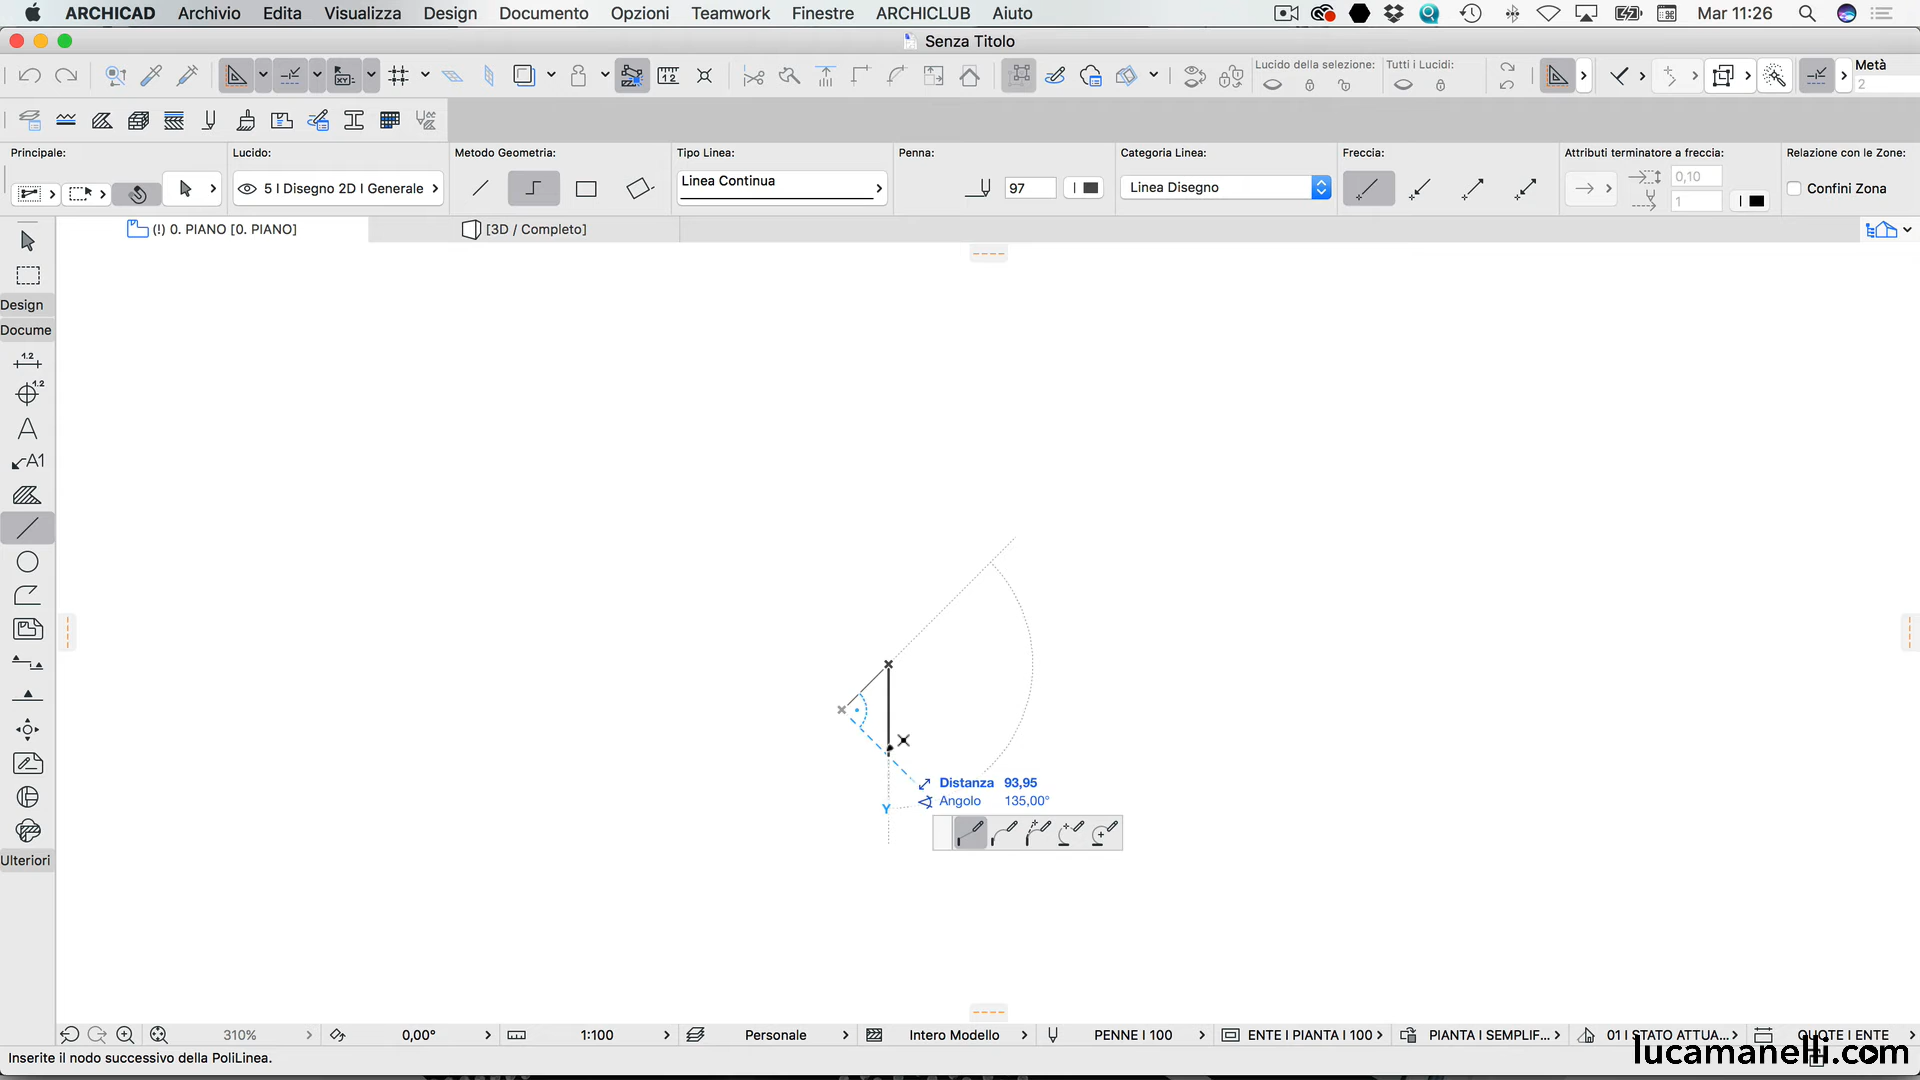 ARCHICAD Archivio Edita Visualizza Design Documento Opzioni Teamwork Finestre ARCHICLUB Aiuto Mar 11:26
Senza Titolo
Lucido della selezione: Tutti i Lucidi: Metà
2
Principale: Lucido: Metodo Geometria: Tipo Linea: Penna: Categoria Linea: Freccia: Attributi terminatore a freccia: Relazione con le Zone:
5 I Disegno 2D I Generale Linea Continua 97 Linea Disegno 0,10 Confini Zona
1
(!) 0. PIANO [0. PIANO] [3D / Completo]
Design
Docume
1.2
1.2
A
A1
Ulteriori
Distanza 93,95
Angolo 135,00°
Y
310% 0,00° 1:100 Personale Intero Modello PENNE I 100 ENTE I PIANTA I 100 PIANTA I SEMPLIF... 01 I STATO ATTUA... QUOTE I ENTE
Inserite il nodo successivo della PoliLinea.
lucamanelli.com